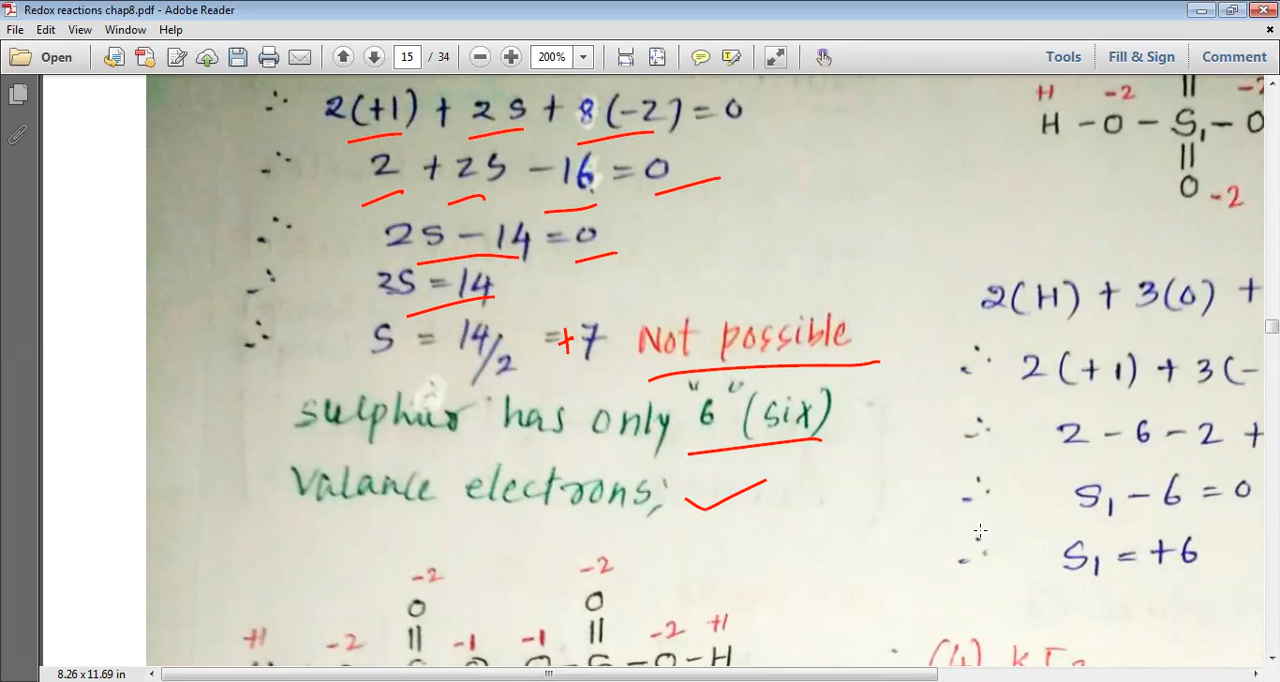 Redox reactions chap8.pdf - Adobe Reader
File Edit View Window Help
Open 15 / 34 200% Tools Fill & Sign Comment
∴ 2(+1) + 2S + 8(-2) = 0
∴ 2 + 2S - 16 = 0
∴ 2S - 14 = 0
∴ 2S = 14
∴ S = 14/2 = +7 Not possible
sulphur has only "6" (six)
valance electrons;
-2 -2
O O
|| ||
+1 -2 -1 -1 -2 +1
O - H
H -2 -2
H - O - S₁ - O
||
O -2
2(H) + 3(O) +
∴ 2(+1) + 3(-
∴ 2 - 6 - 2 +
∴ S₁ - 6 = 0
∴ S₁ = +6
(4)
8.26 x 11.69 in